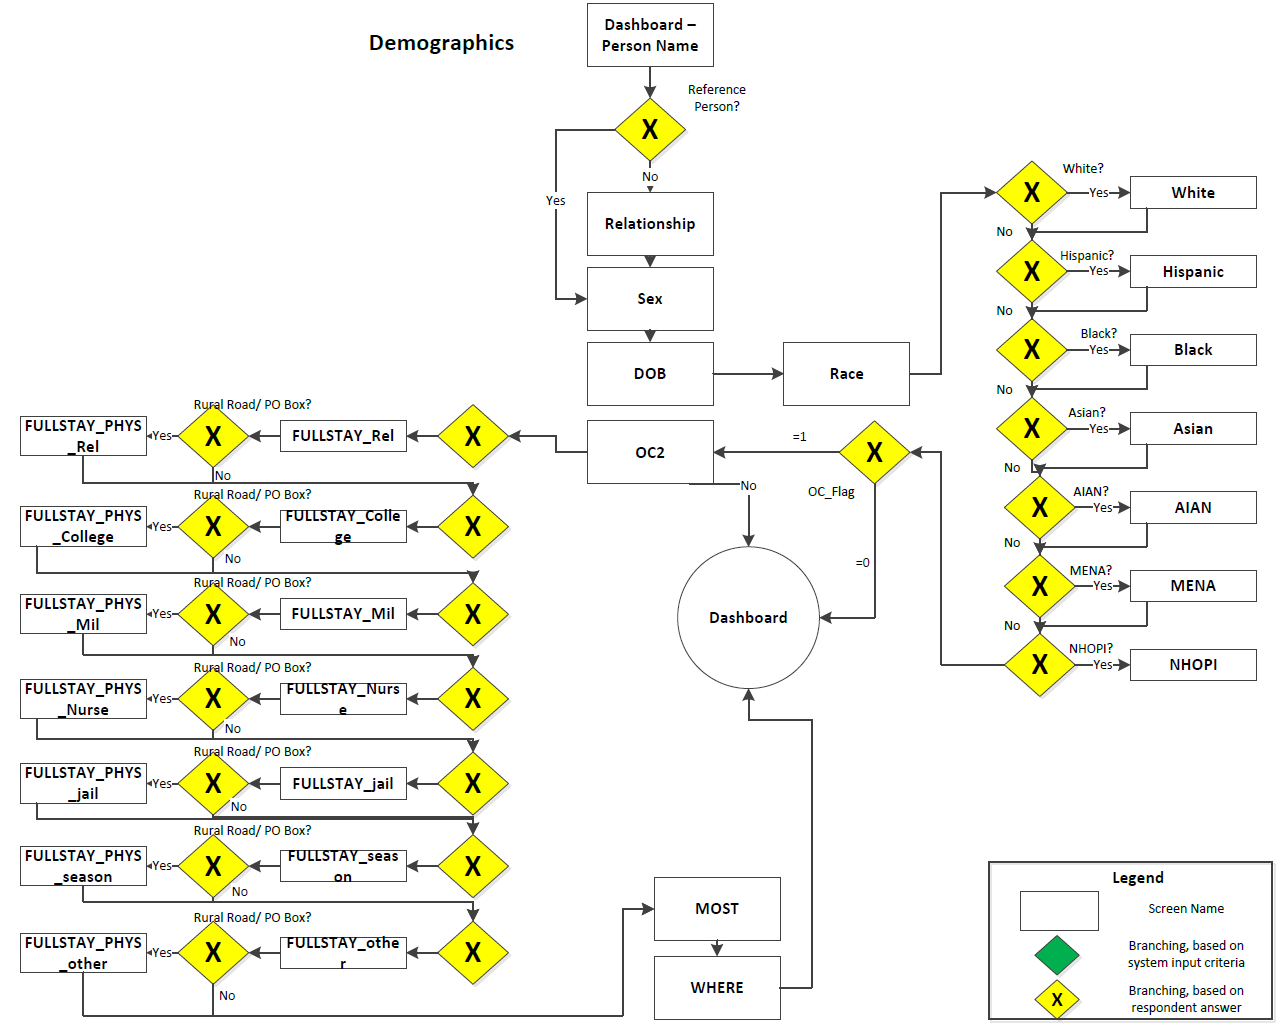 Demographics
Dashboard –
Person Name
Reference
Person?
X
No
Yes
Relationship
Sex
DOB
Race
White?
X
Yes
White
No
Hispanic?
X
Yes
Hispanic
No
Black?
X
Yes
Black
No
Asian?
X
Yes
Asian
No
AIAN?
X
Yes
AIAN
No
MENA?
X
Yes
MENA
No
NHOPI?
X
Yes
NHOPI
X
OC_Flag
=1
=0
OC2
No
Dashboard
X
FULLSTAY_Rel
Rural Road/ PO Box?
X
Yes
FULLSTAY_PHYS
_Rel
No
X
FULLSTAY_Colle
ge
Rural Road/ PO Box?
X
Yes
FULLSTAY_PHYS
_College
No
X
FULLSTAY_Mil
Rural Road/ PO Box?
X
Yes
FULLSTAY_PHYS
_Mil
No
X
FULLSTAY_Nurs
e
Rural Road/ PO Box?
X
Yes
FULLSTAY_PHYS
_Nurse
No
X
FULLSTAY_jail
Rural Road/ PO Box?
X
Yes
FULLSTAY_PHYS
_jail
No
X
FULLSTAY_seas
on
Rural Road/ PO Box?
X
Yes
FULLSTAY_PHYS
_season
No
X
FULLSTAY_othe
r
Rural Road/ PO Box?
X
Yes
FULLSTAY_PHYS
_other
No
MOST
WHERE
Legend
Screen Name
Branching, based on
system input criteria
X
Branching, based on
respondent answer